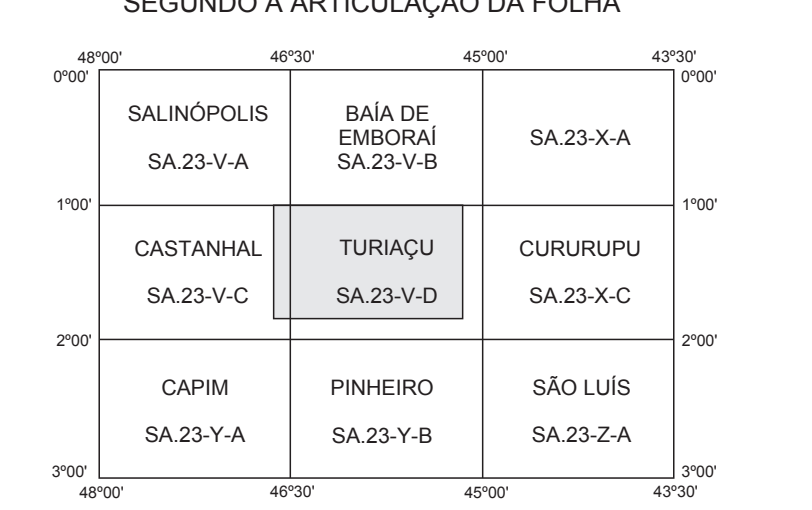 SEGUNDO A ARTICULAÇÃO DA FOLHA
48º00' 46º30' 45º00' 43º30'
0º00' 0º00'
SALINÓPOLIS
SA.23-V-A
BAÍA DE
EMBORAÍ
SA.23-V-B
SA.23-X-A
1º00' 1º00'
CASTANHAL
SA.23-V-C
TURIAÇU
SA.23-V-D
CURURUPU
SA.23-X-C
2º00' 2º00'
CAPIM
SA.23-Y-A
PINHEIRO
SA.23-Y-B
SÃO LUÍS
SA.23-Z-A
3º00' 3º00'
48º00' 46º30' 45º00' 43º30'